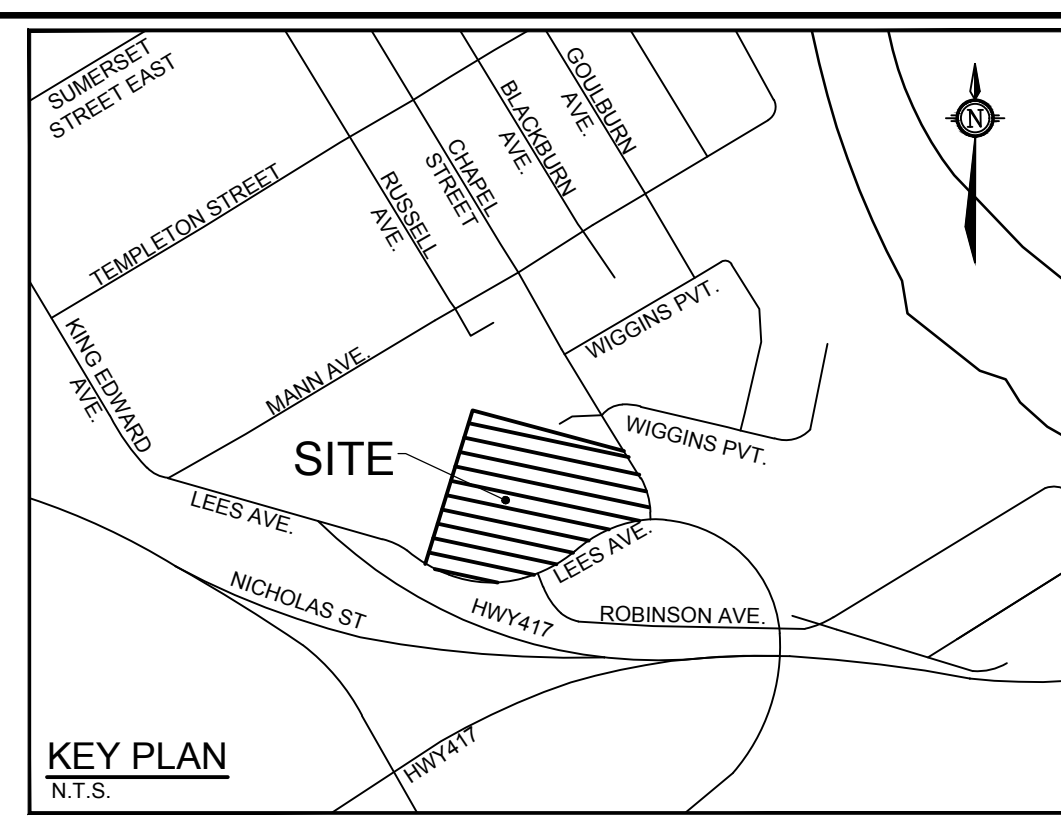 SUMERSET
STREET EAST
GOULBURN
AVE.
BLACKBURN
AVE.
CHAPEL
STREET
RUSSELL
AVE.
N
TEMPLETON STREET
WIGGINS PVT.
KING EDWARD
AVE.
MANN AVE.
WIGGINS PVT.
SITE
LEES AVE.
LEES AVE.
NICHOLAS ST
HWY417
ROBINSON AVE.
HWY417
KEY PLAN
N.T.S.